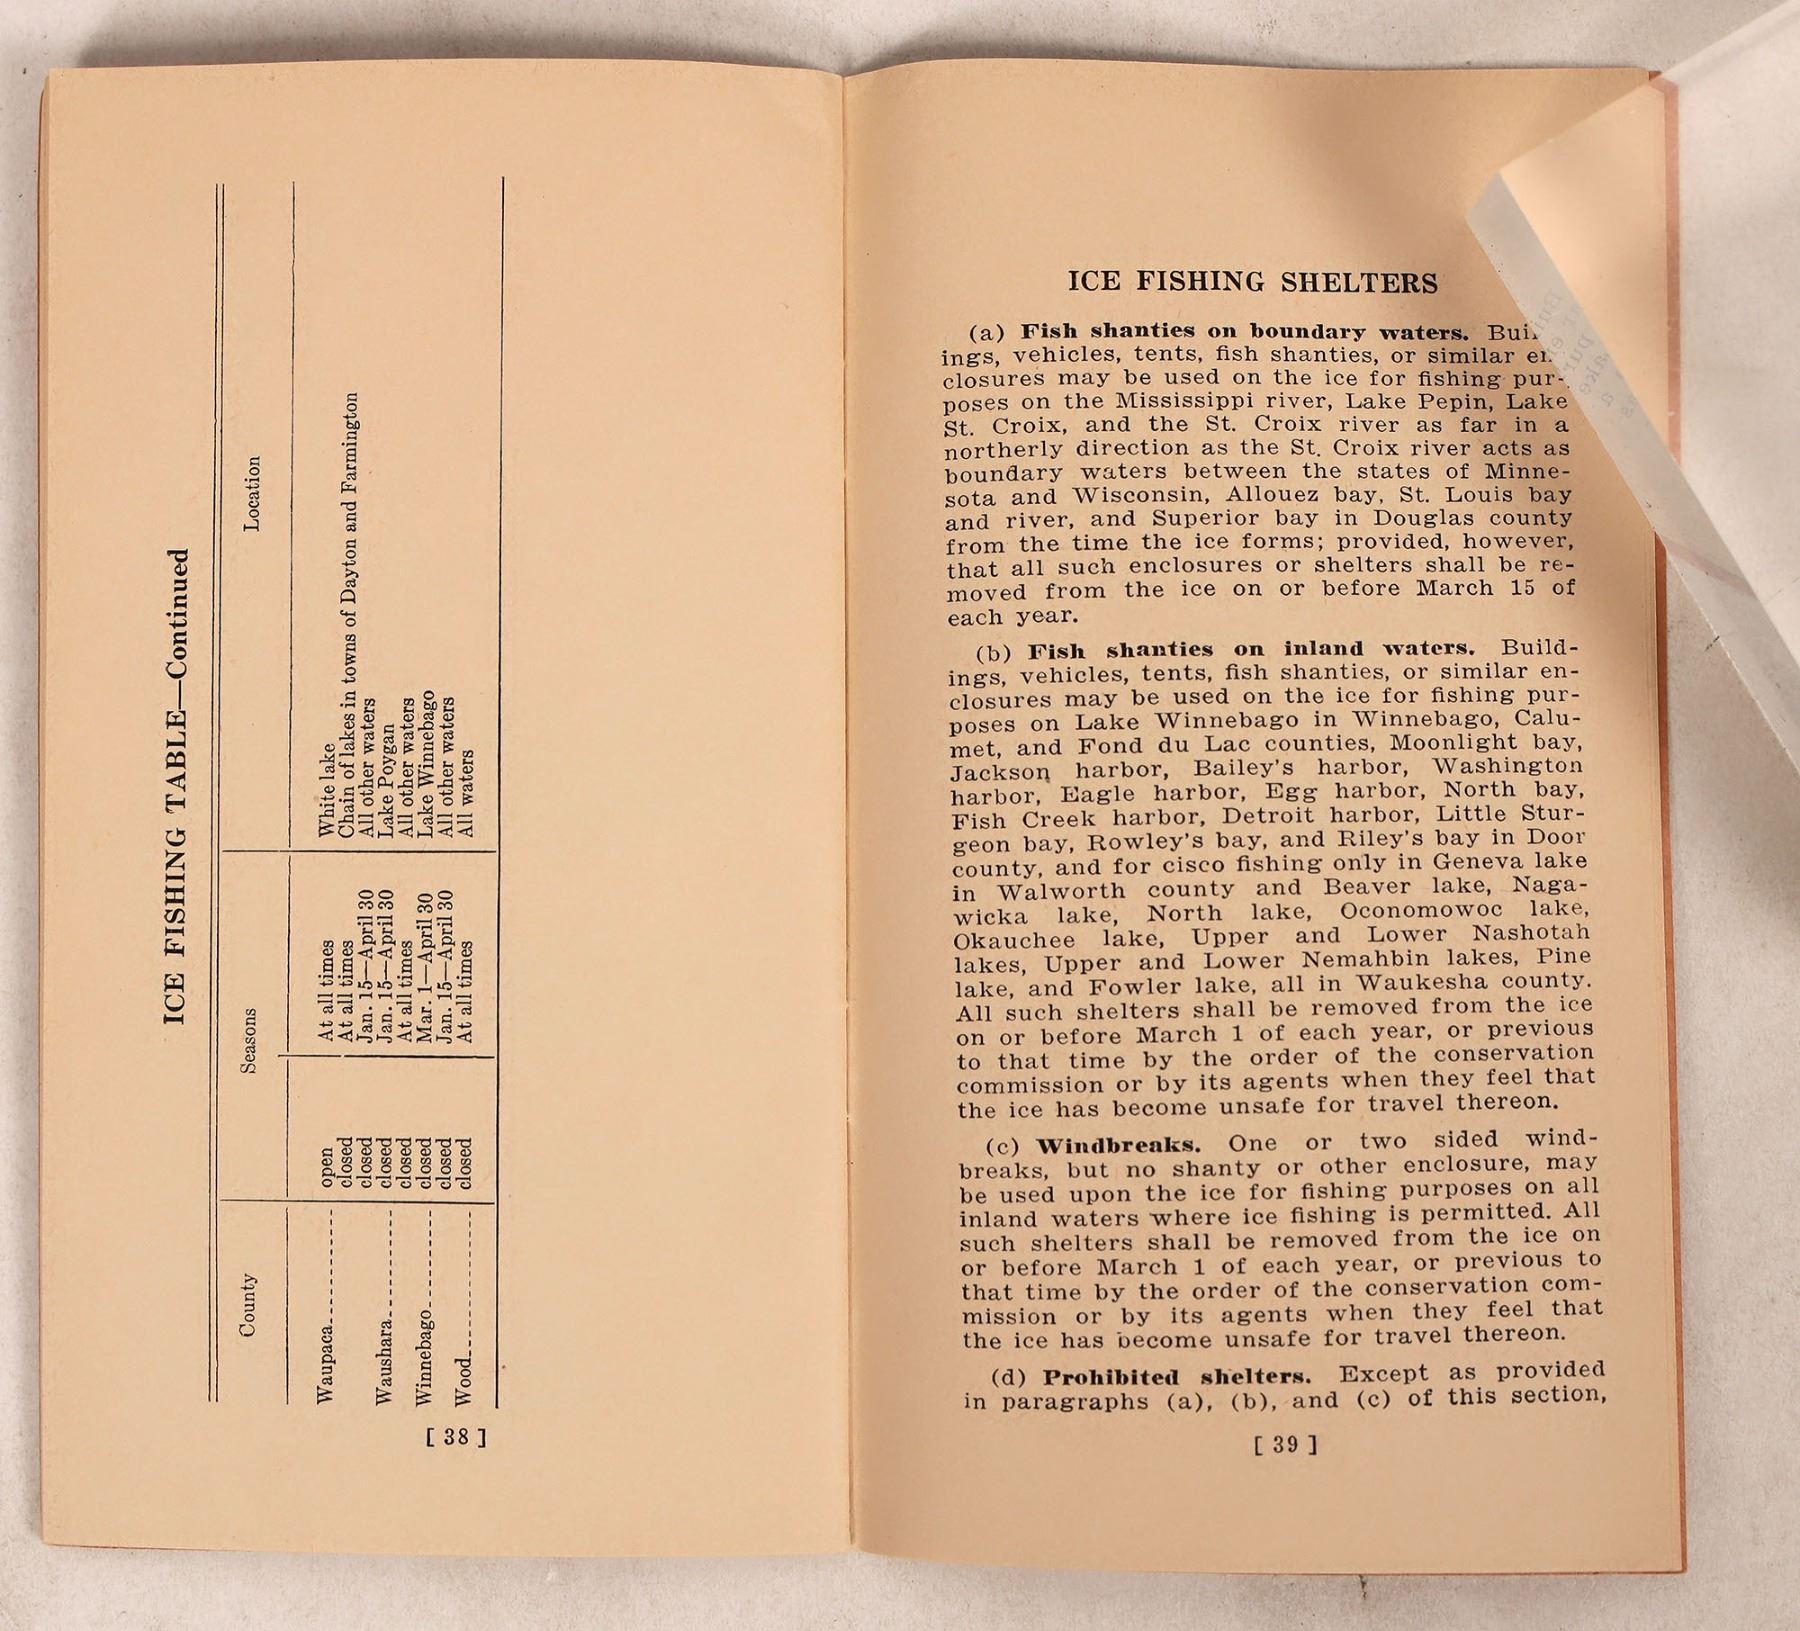 ICE FISHING TABLE—Continued
County Seasons Location
Waupaca open At all times White lake
closed At all times Chain of lakes in towns of Dayton and Farmington
closed Jan. 15—April 30 All other waters
Waushara closed Jan. 15—April 30 Lake Poygan
closed At all times All other waters
Winnebago closed Mar. 1—April 30 Lake Winnebago
closed Jan. 15—April 30 All other waters
Wood closed At all times All waters
[ 38 ]
ICE FISHING SHELTERS
(a) Fish shanties on boundary waters.
ings, vehicles, tents, fish shanties, or similar
closures may be used on the ice for fishing pur-
poses on the Mississippi river, Lake Pepin, Lake
St. Croix, and the St. Croix river as far in a
northerly direction as the St. Croix river acts as
boundary waters between the states of Minne-
sota and Wisconsin, Allouez bay, St. Louis bay
and river, and Superior bay in Douglas county
from the time the ice forms; provided, however,
that all such enclosures or shelters shall be re-
moved from the ice on or before March 15 of
each year.
(b) Fish shanties on inland waters. Build-
ings, vehicles, tents, fish shanties, or similar en-
closures may be used on the ice for fishing pur-
poses on Lake Winnebago in Winnebago, Calu-
met, and Fond du Lac counties, Moonlight bay,
Jackson harbor, Bailey's harbor, Washington
harbor, Eagle harbor, Egg harbor, North bay,
Fish Creek harbor, Detroit harbor, Little Stur-
geon bay, Rowley's bay, and Riley's bay in Door
county, and for cisco fishing only in Geneva lake
in Walworth county and Beaver lake, Naga-
wicka lake, North lake, Oconomowoc lake,
Okauchee lake, Upper and Lower Nashotah
lakes, Upper and Lower Nemahbin lakes, Pine
lake, and Fowler lake, all in Waukesha county.
All such shelters shall be removed from the ice
on or before March 1 of each year, or previous
to that time by the order of the conservation
commission or by its agents when they feel that
the ice has become unsafe for travel thereon.
(c) Windbreaks. One or two sided wind-
breaks, but no shanty or other enclosure, may
be used upon the ice for fishing purposes on all
inland waters where ice fishing is permitted. All
such shelters shall be removed from the ice on
or before March 1 of each year, or previous to
that time by the order of the conservation com-
mission or by its agents when they feel that
the ice has become unsafe for travel thereon.
(d) Prohibited shelters. Except as provided
in paragraphs (a), (b), and (c) of this section,
[ 39 ]